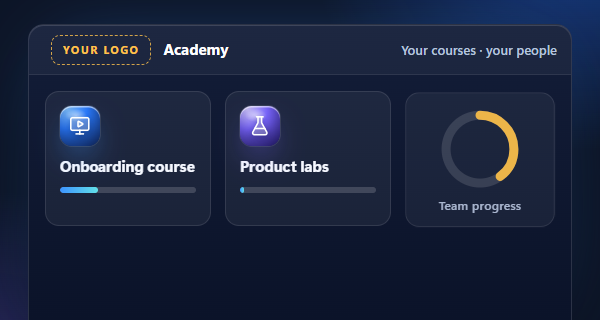 YOUR LOGO
Academy
Your courses · your people
Onboarding course
Product labs
Team progress